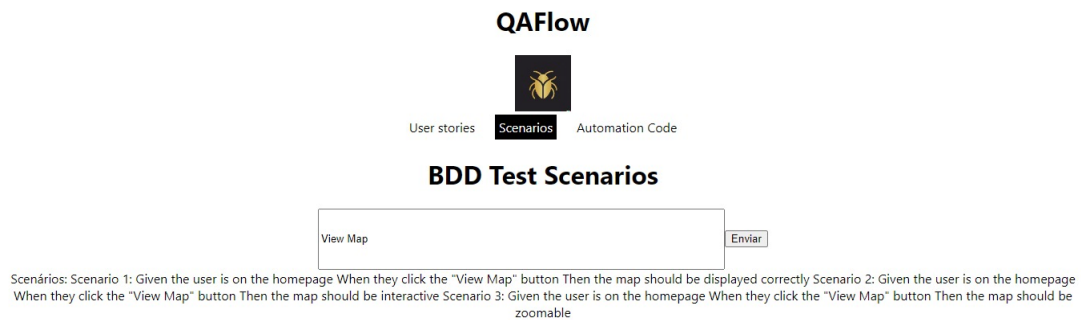 QAFlow
User stories Scenarios Automation Code
BDD Test Scenarios
View Map Enviar
Scenários: Scenario 1: Given the user is on the homepage When they click the "View Map" button Then the map should be displayed correctly Scenario 2: Given the user is on the homepage
When they click the "View Map" button Then the map should be interactive Scenario 3: Given the user is on the homepage When they click the "View Map" button Then the map should be
zoomable